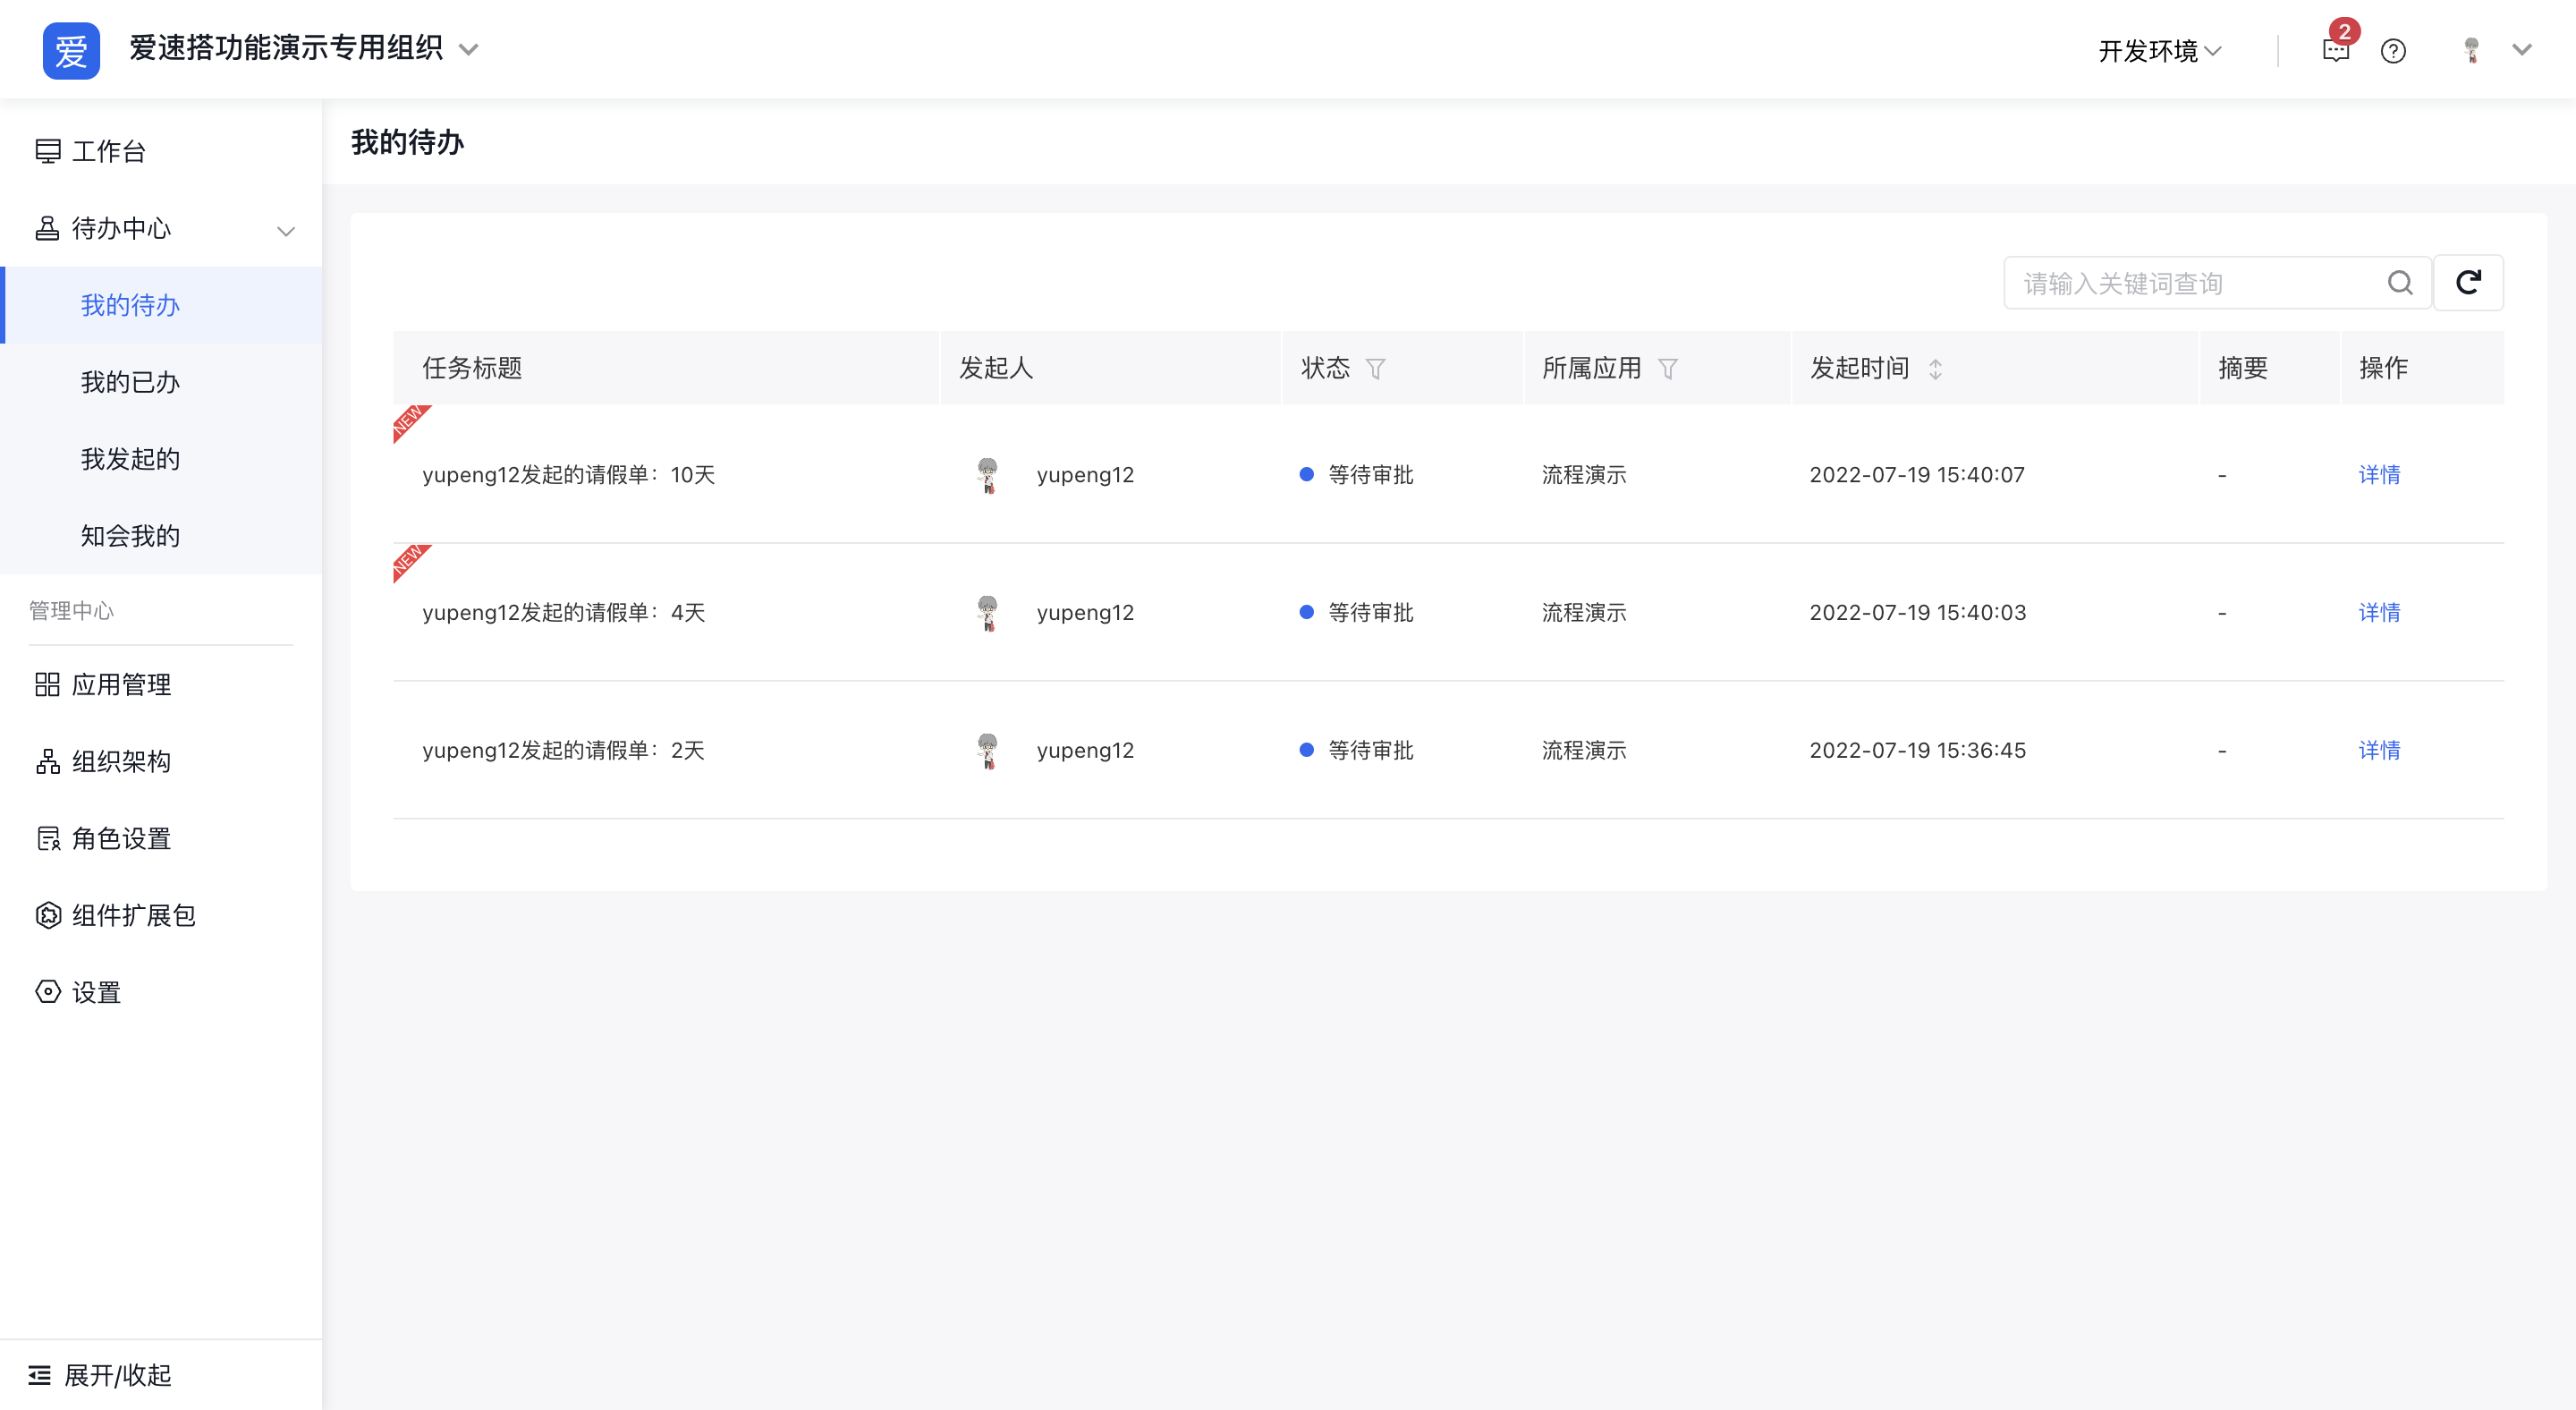 爱 爱速搭功能演示专用组织 开发环境 2
工作台
待办中心
我的待办
我的已办
我发起的
知会我的
管理中心
应用管理
组织架构
角色设置
组件扩展包
设置
展开/收起
我的待办
请输入关键词查询
任务标题 发起人 状态 所属应用 发起时间 摘要 操作
NEW
yupeng12发起的请假单：10天 yupeng12 等待审批 流程演示 2022-07-19 15:40:07 - 详情
NEW
yupeng12发起的请假单：4天 yupeng12 等待审批 流程演示 2022-07-19 15:40:03 - 详情
yupeng12发起的请假单：2天 yupeng12 等待审批 流程演示 2022-07-19 15:36:45 - 详情